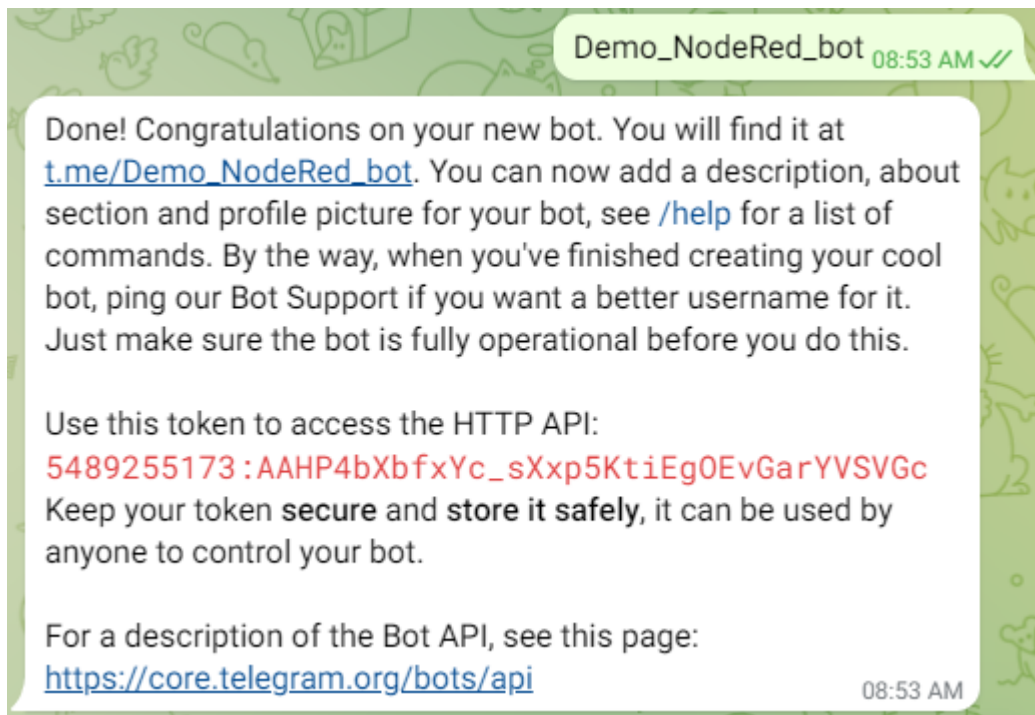 Demo_NodeRed_bot 08:53 AM
Done! Congratulations on your new bot. You will find it at
t.me/Demo_NodeRed_bot. You can now add a description, about
section and profile picture for your bot, see /help for a list of
commands. By the way, when you've finished creating your cool
bot, ping our Bot Support if you want a better username for it.
Just make sure the bot is fully operational before you do this.
Use this token to access the HTTP API:
5489255173:AAHP4bXbfxYc_sXxp5KtiEgOEvGarYVSVGc
Keep your token secure and store it safely, it can be used by
anyone to control your bot.
For a description of the Bot API, see this page:
https://core.telegram.org/bots/api
08:53 AM